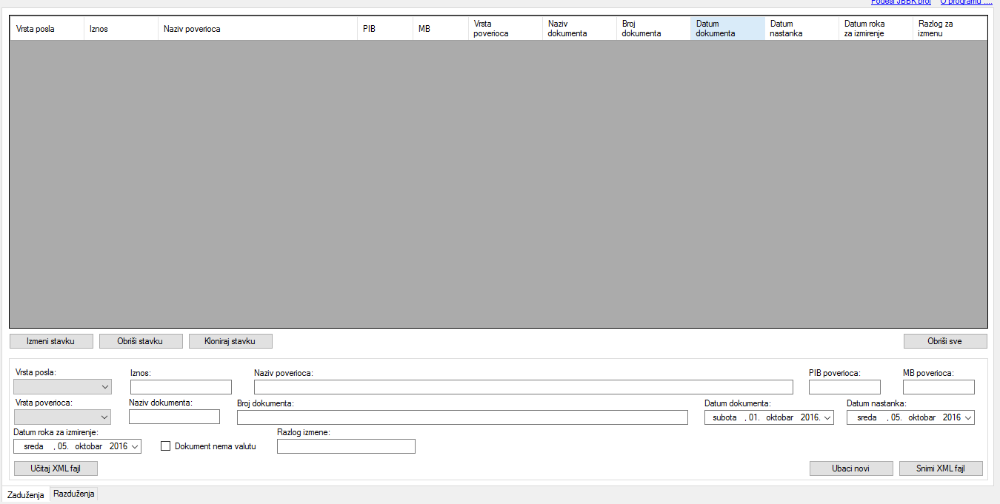 Podesi JBBK broj O programu ....
Vrsta posla Iznos Naziv poverioca PIB MB Vrsta poverioca Naziv dokumenta Broj dokumenta Datum dokumenta Datum nastanka Datum roka za izmirenje Razlog za izmenu
Izmeni stavku Obriši stavku Kloniraj stavku Obriši sve
Vrsta posla: Iznos: Naziv poverioca: PIB poverioca: MB poverioca:
Vrsta poverioca: Naziv dokumenta: Broj dokumenta: Datum dokumenta: Datum nastanka:
subota , 01. oktobar 2016. sreda , 05. oktobar 2016
Datum roka za izmirenje: Razlog izmene:
sreda , 05. oktobar 2016 Dokument nema valutu
Učitaj XML fajl Ubaci novi Snimi XML fajl
Zaduženja Razduženja